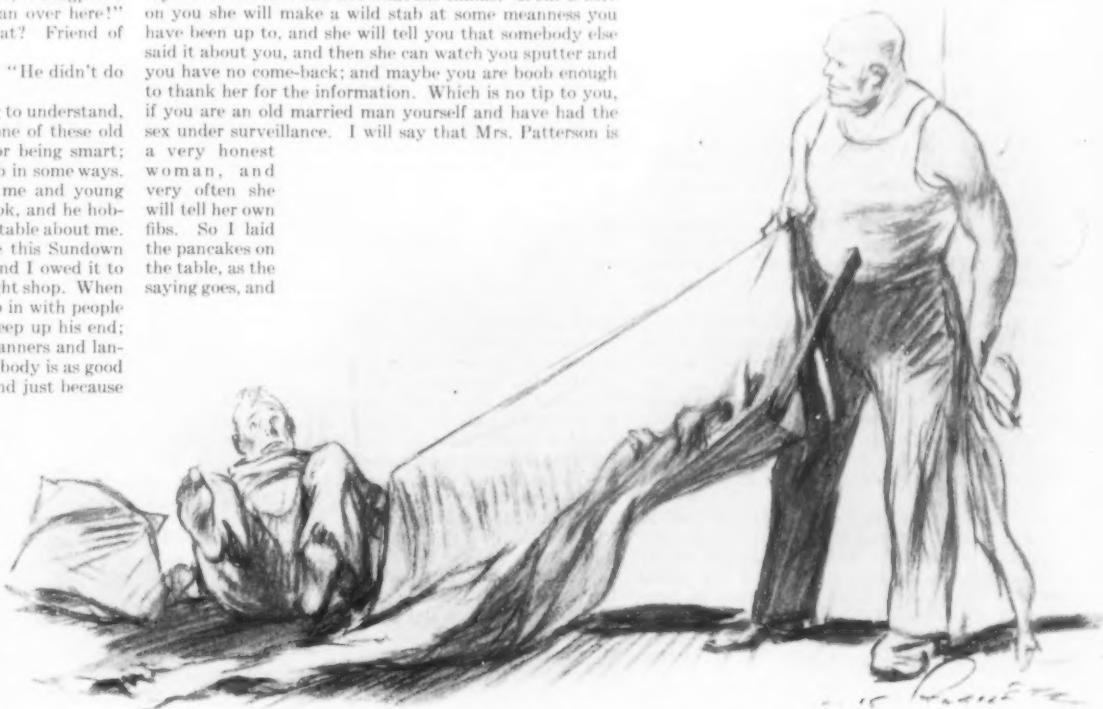 an over here!"
at? Friend of
"He didn't do
to understand,
ne of these old
or being smart;
in some ways.
me and young
ok, and he hob-
table about me.
this Sundown
nd I owed it to
ght shop. When
in with people
eep up his end;
anners and lan-
body is as good
nd just because
on you she will make a wild stab at some meanness you
have been up to, and she will tell you that somebody else
said it about you, and then she can watch you sputter and
you have no come-back; and maybe you are boob enough
to thank her for the information. Which is no tip to you,
if you are an old married man yourself and have had the
sex under surveillance. I will say that Mrs. Patterson is
a very honest
woman, and
very often she
will tell her own
fibs. So I laid
the pancakes on
the table, as the
saying goes, and